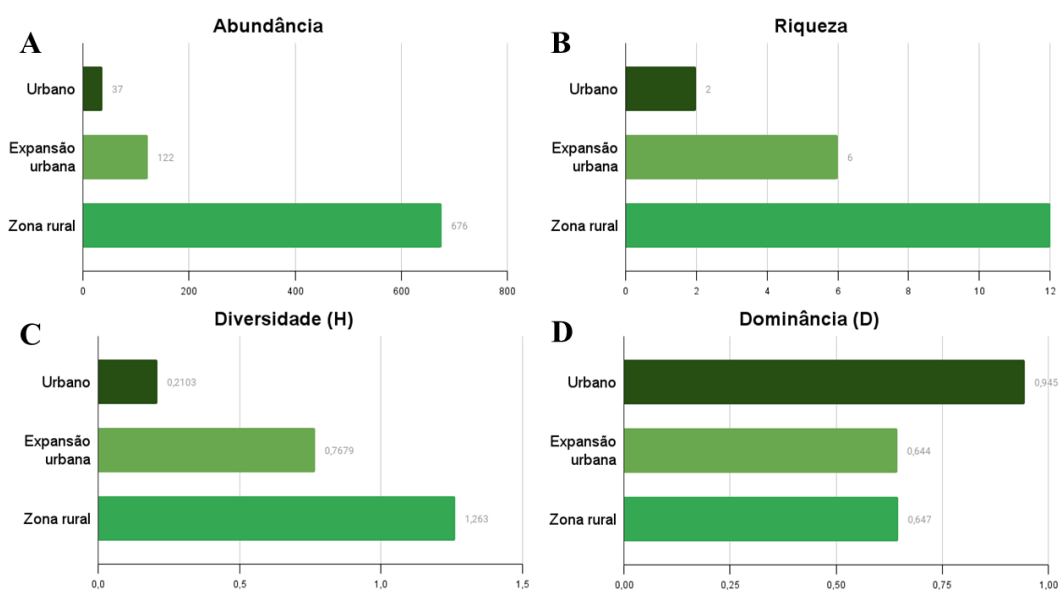 A
Abundância
Urbano
37
Expansão
urbana
122
Zona rural
676
0 200 400 600 800
B
Riqueza
Urbano
2
Expansão
urbana
6
Zona rural
0 2 4 6 8 10 12
C
Diversidade (H)
Urbano
0,2103
Expansão
urbana
0,7679
Zona rural
1,263
0,0 0,5 1,0 1,5
D
Dominância (D)
Urbano
0,945
Expansão
urbana
0,644
Zona rural
0,647
0,00 0,25 0,50 0,75 1,00